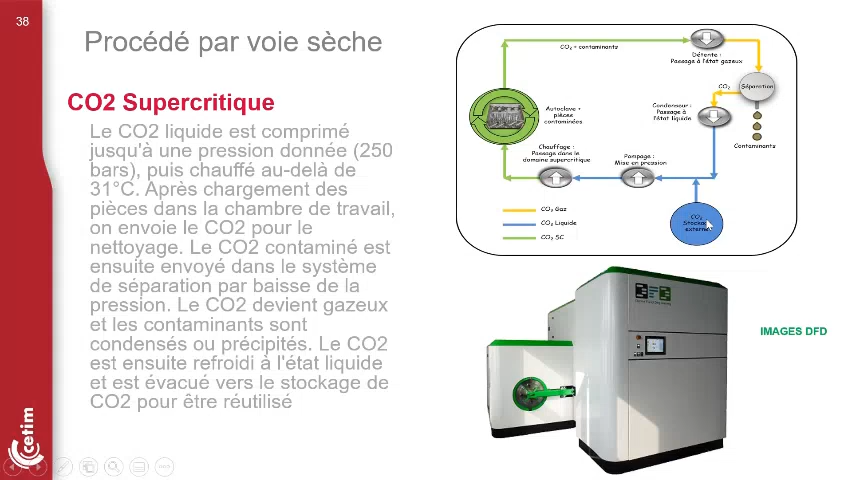 38
Procédé par voie sèche
CO2 Supercritique
Le CO2 liquide est comprimé
jusqu'à une pression donnée (250
bars), puis chauffé au-delà de
31°C. Après chargement des
pièces dans la chambre de travail,
on envoie le CO2 pour le
nettoyage. Le CO2 contaminé est
ensuite envoyé dans le système
de séparation par baisse de la
pression. Le CO2 devient gazeux
et les contaminants sont
condensés ou précipités. Le CO2
est ensuite refroidi à l'état liquide
et est évacué vers le stockage de
CO2 pour être réutilisé
CO₂ + contaminants
Détente :
Passage à l'état gazeux
CO₂
Séparation
Condenseur :
Passage à
l'état liquide
Contaminants
Autoclave +
pièces
contaminées
Chauffage :
Passage dans le
domaine supercritique
Pompage :
Mise en pression
CO₂
Stockage
externe
CO₂ Gaz
CO₂ Liquide
CO₂ SC
DFD
IMAGES DFD
cetim